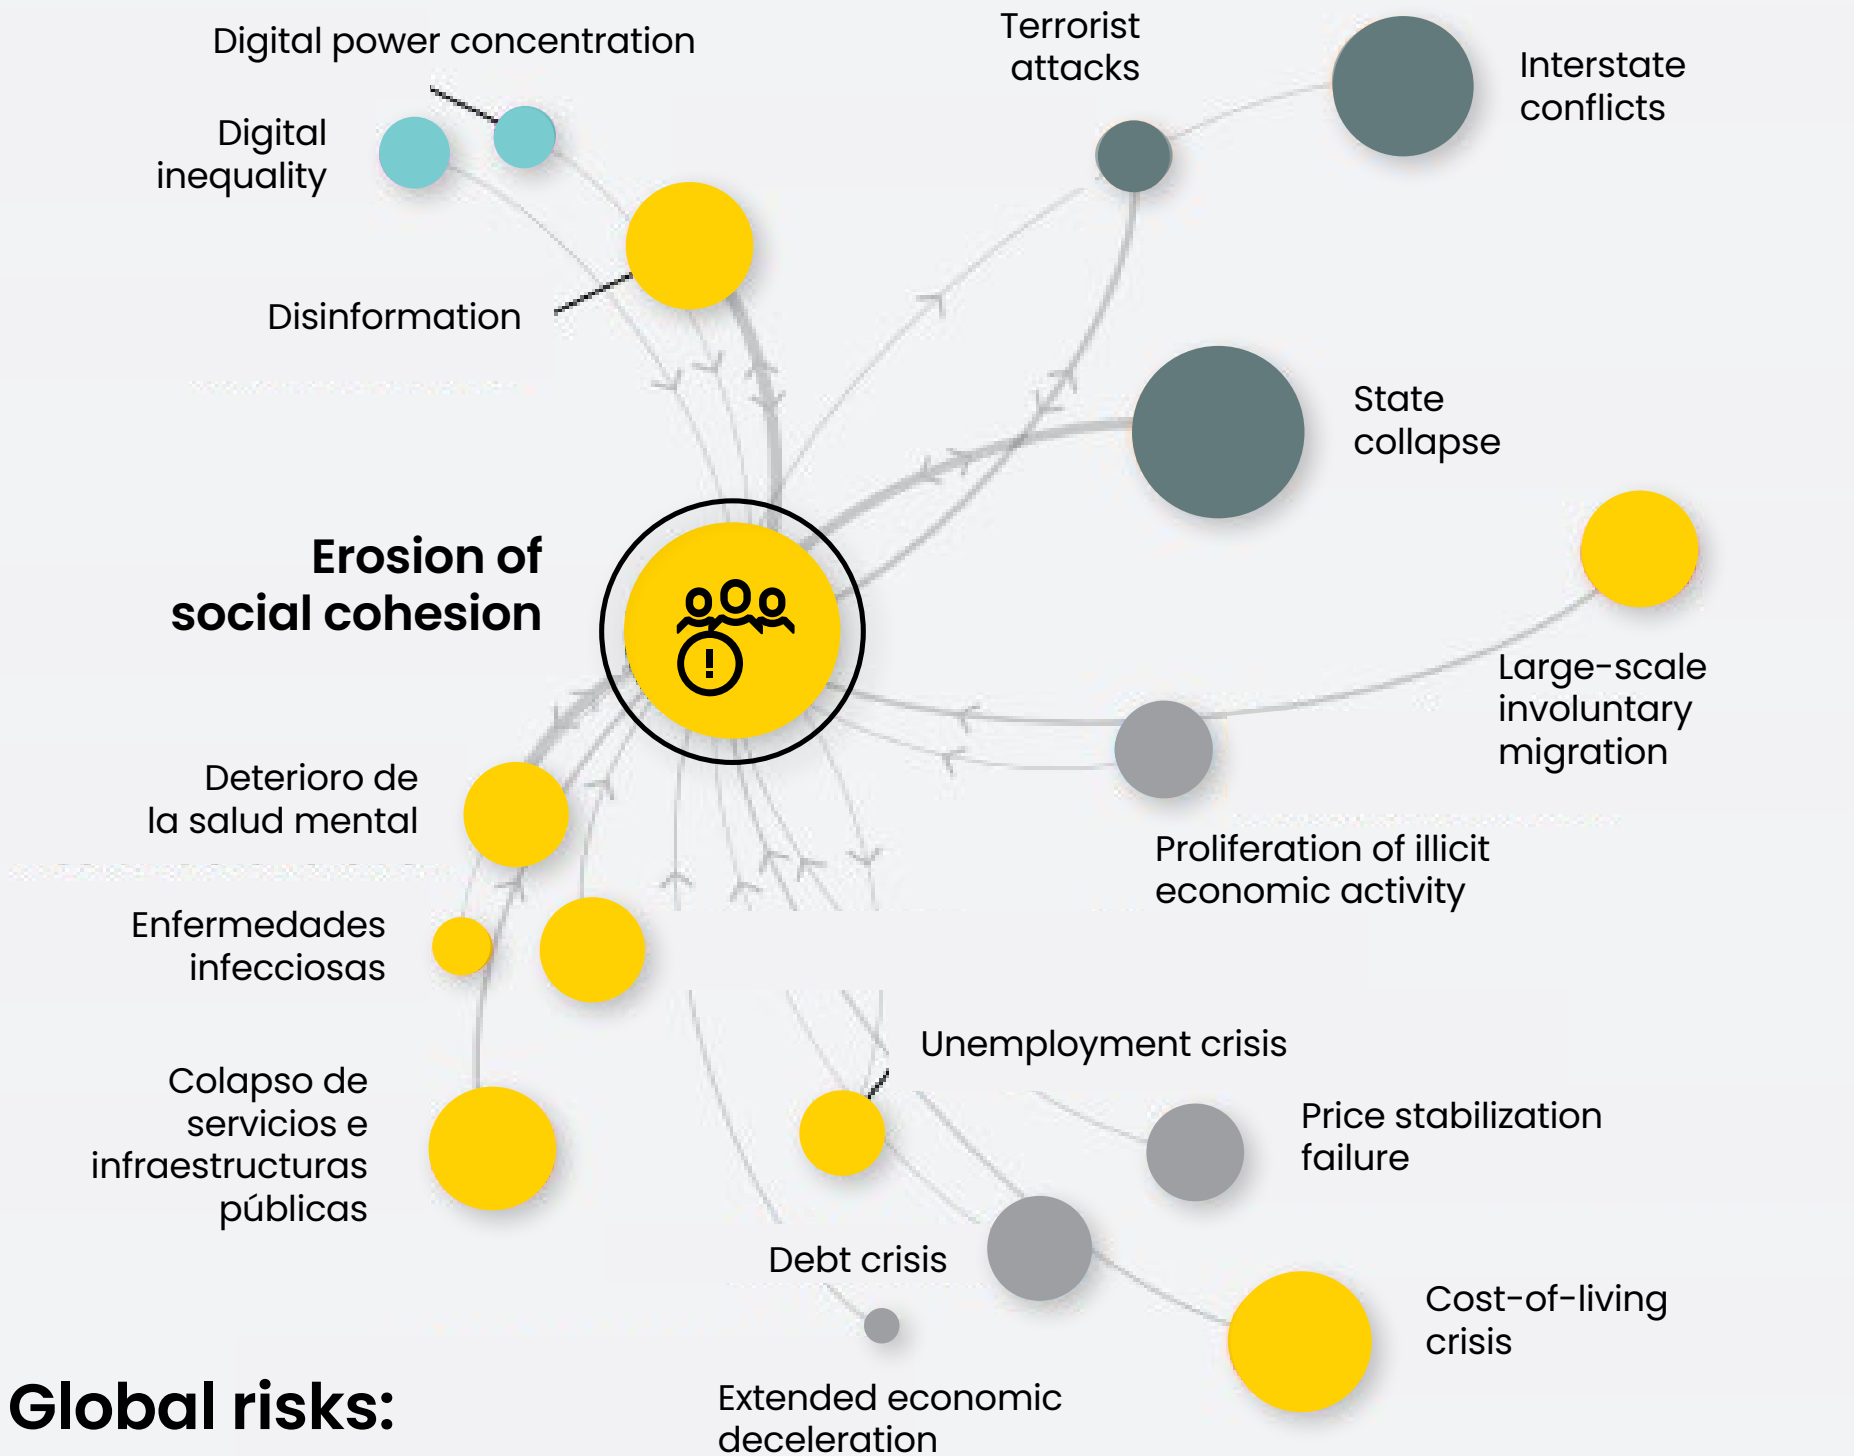 Digital power concentration
Terrorist
attacks
Interstate
conflicts
Digital
inequality
Disinformation
State
collapse
Erosion of
social cohesion
!
Large-scale
involuntary
migration
Deterioro de
la salud mental
Proliferation of illicit
economic activity
Enfermedades
infecciosas
Unemployment crisis
Colapso de
servicios e
infraestructuras
públicas
Price stabilization
failure
Debt crisis
Cost-of-living
crisis
Extended economic
deceleration
Global risks: